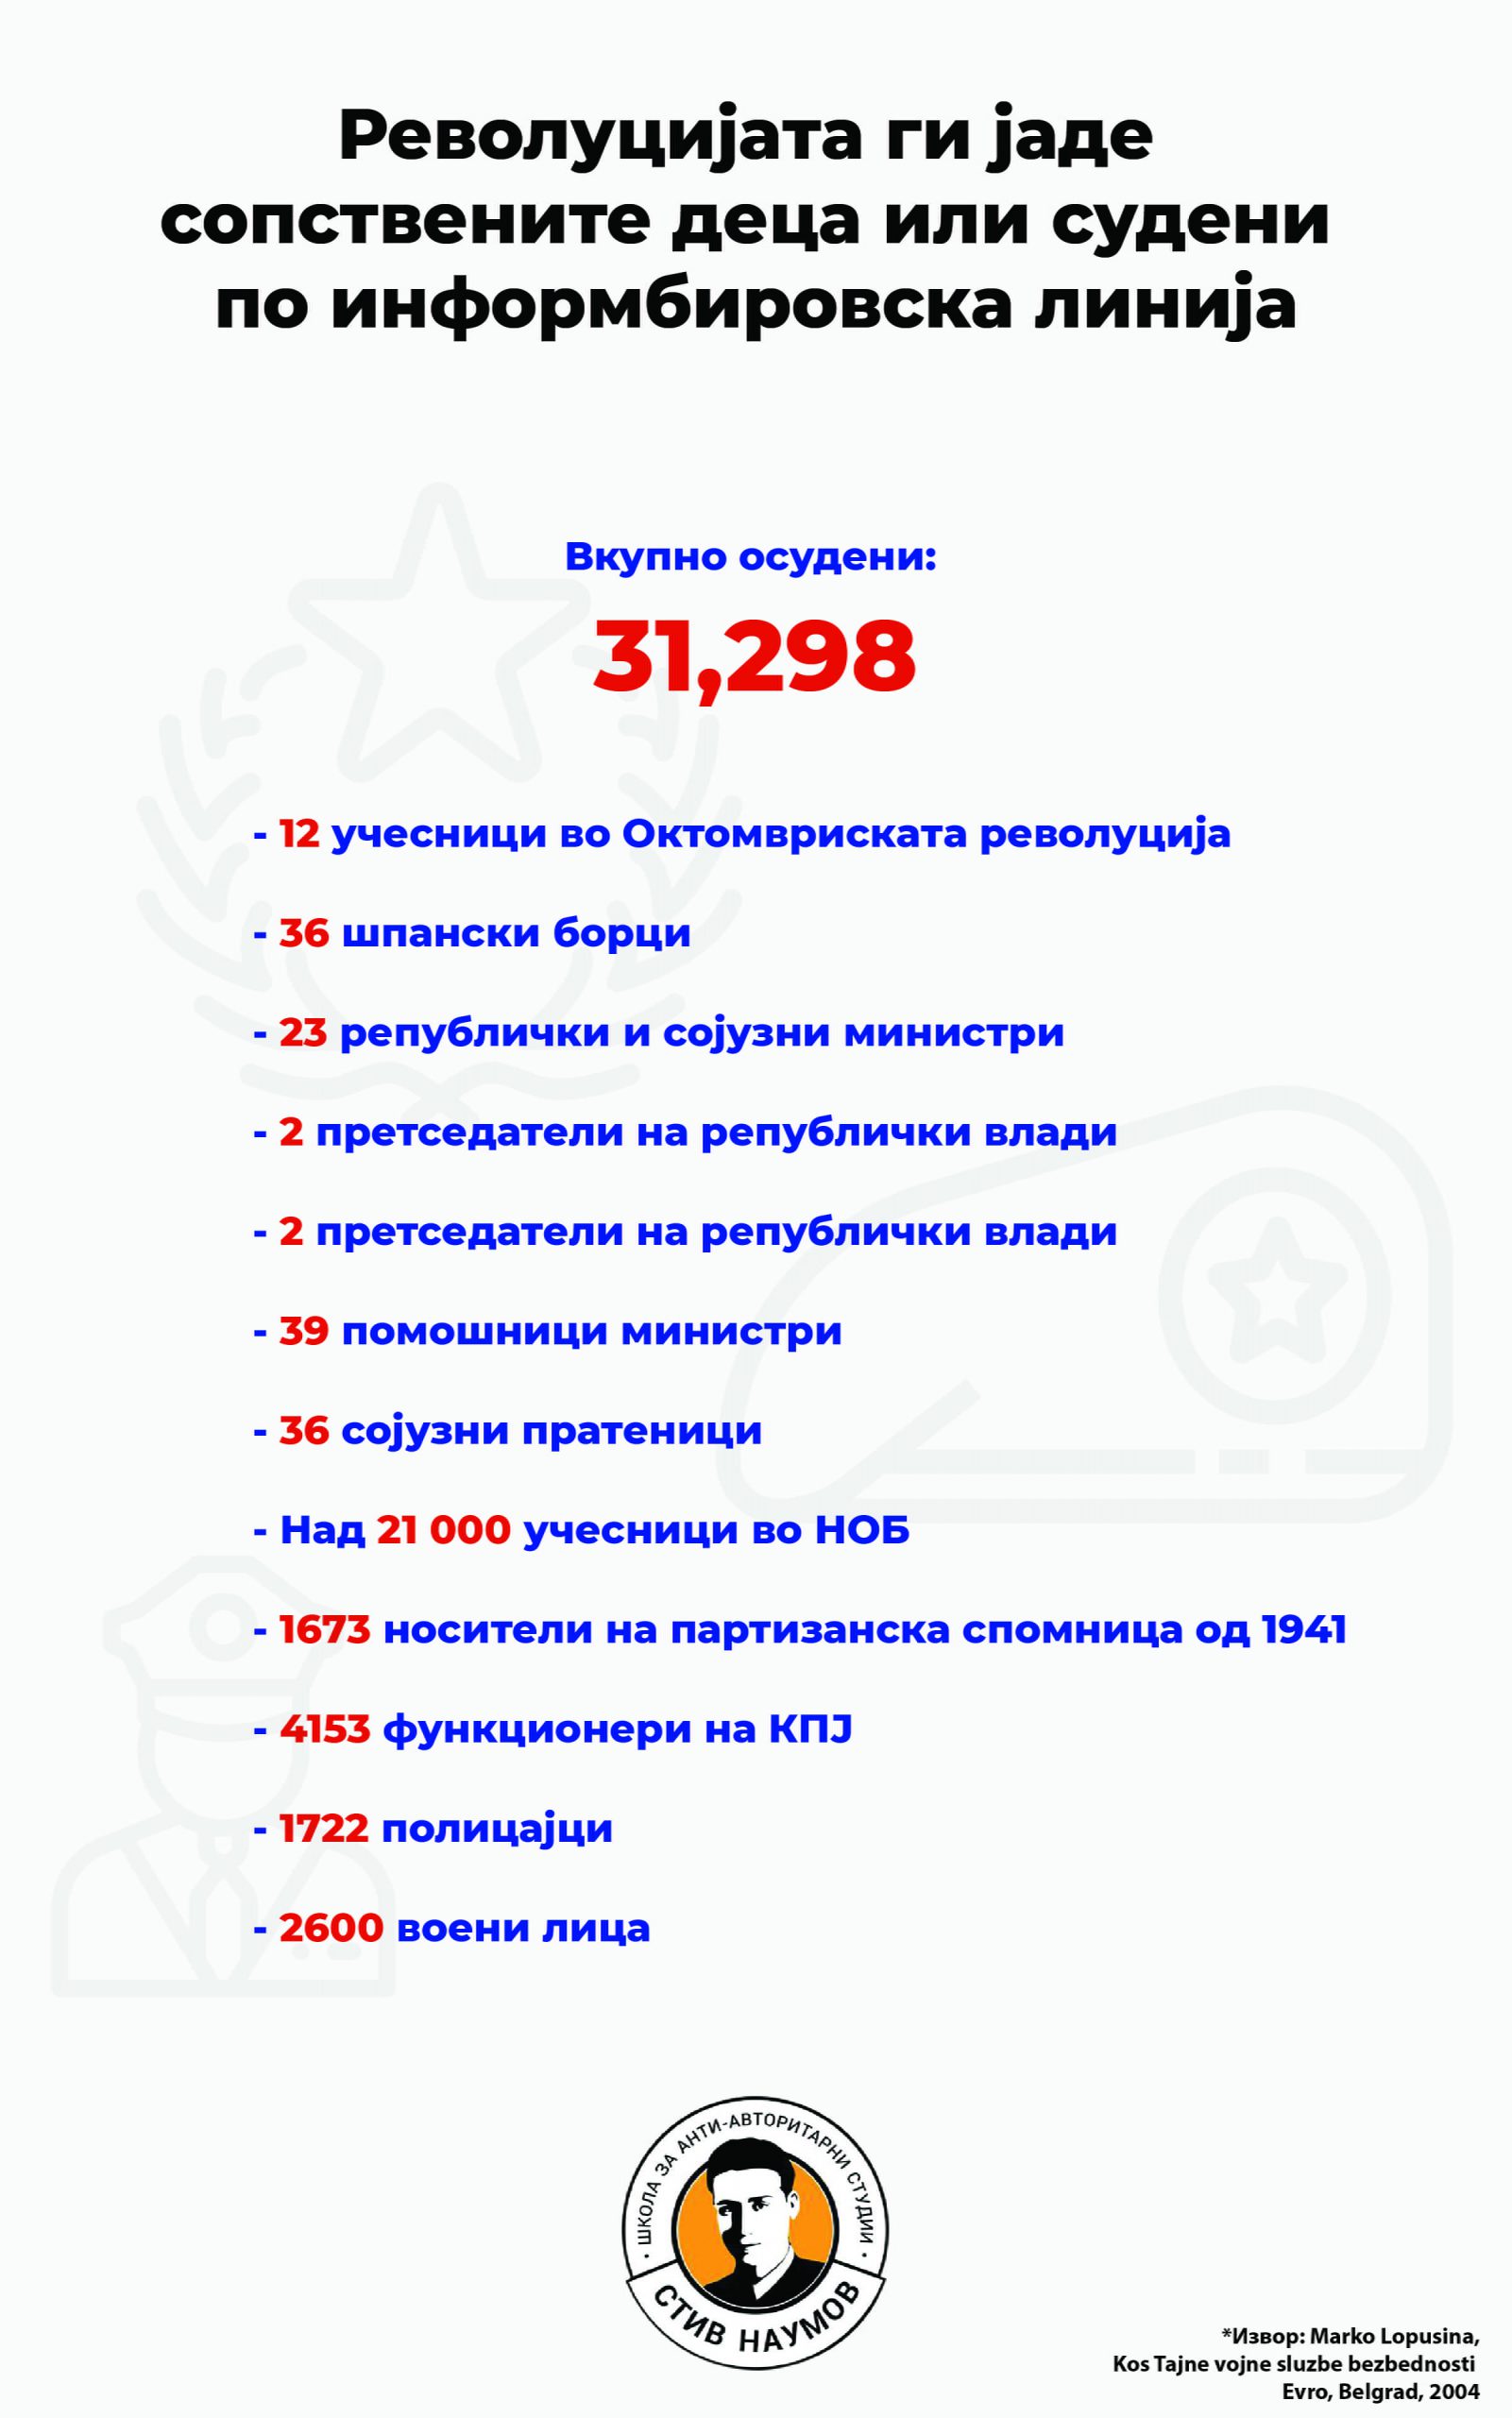 Револуцијата ги јаде
сопствените деца или судени
по информбировска линија
Вкупно осудени:
31,298
- 12 учесници во Октомвриската револуција
- 36 шпански борци
- 23 републички и сојузни министри
- 2 претседатели на републички влади
- 2 претседатели на републички влади
- 39 помошници министри
- 36 сојузни пратеници
- Над 21 000 учесници во НОБ
- 1673 носители на партизанска спомница од 1941
- 4153 функционери на КПЈ
- 1722 полицајци
- 2600 воени лица
• ШКОЛА ЗА АНТИ-АВТОРИТАРНИ СТУДИИ •
СТИВ НАУМОВ
*Извор: Marko Lopusina,
Kos Tajne vojne sluzbe bezbednosti
Evro, Belgrad, 2004